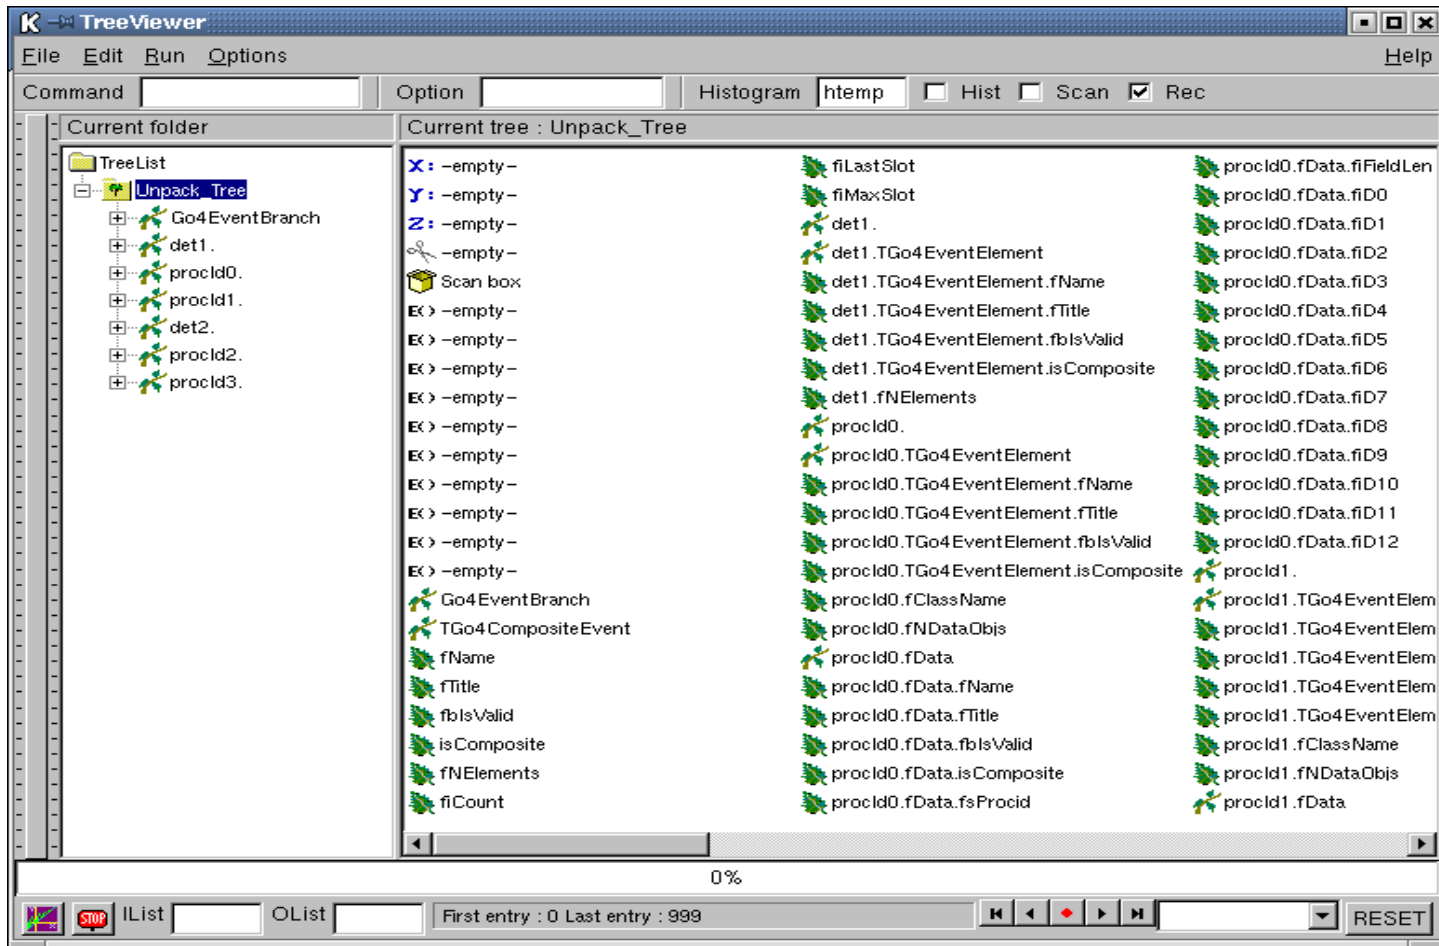 TreeViewer
File Edit Run Options Help
Command Option Histogram htemp Hist Scan Rec
Current folder
TreeList
Unpack_Tree
Go4EventBranch
det1.
procId0.
procId1.
det2.
procId2.
procId3.
Current tree : Unpack_Tree
X: -empty-
Y: -empty-
Z: -empty-
-empty-
Scan box
E() -empty-
E() -empty-
E() -empty-
E() -empty-
E() -empty-
E() -empty-
E() -empty-
E() -empty-
E() -empty-
E() -empty-
Go4EventBranch
TGo4CompositeEvent
fName
fTitle
fbIsValid
isComposite
fNElements
fiCount
fiLastSlot
fiMaxSlot
det1.
det1.TGo4EventElement
det1.TGo4EventElement.fName
det1.TGo4EventElement.fTitle
det1.TGo4EventElement.fbIsValid
det1.TGo4EventElement.isComposite
det1.fNElements
procId0.
procId0.TGo4EventElement
procId0.TGo4EventElement.fName
procId0.TGo4EventElement.fTitle
procId0.TGo4EventElement.fbIsValid
procId0.TGo4EventElement.isComposite
procId0.fClassName
procId0.fNDataObjs
procId0.fData
procId0.fData.fName
procId0.fData.fTitle
procId0.fData.fbIsValid
procId0.fData.isComposite
procId0.fData.fsProcid
procId0.fData.fiFieldLen
procId0.fData.fiD0
procId0.fData.fiD1
procId0.fData.fiD2
procId0.fData.fiD3
procId0.fData.fiD4
procId0.fData.fiD5
procId0.fData.fiD6
procId0.fData.fiD7
procId0.fData.fiD8
procId0.fData.fiD9
procId0.fData.fiD10
procId0.fData.fiD11
procId0.fData.fiD12
procId1.
procId1.TGo4EventElem
procId1.TGo4EventElem
procId1.TGo4EventElem
procId1.TGo4EventElem
procId1.TGo4EventElem
procId1.fClassName
procId1.fNDataObjs
procId1.fData
0%
STOP IList OList First entry : 0 Last entry : 999 RESET